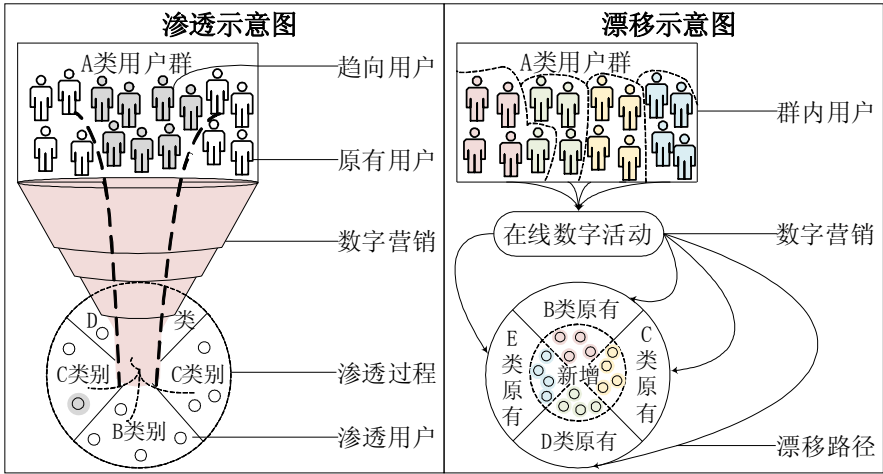 渗透示意图
A类用户群
趋向用户
原有用户
数字营销
D
类
C类别
C类别
B类别
渗透过程
渗透用户
漂移示意图
A类用户群
群内用户
在线数字活动
数字营销
B类原有
E类原有
新增
C类原有
D类原有
漂移路径